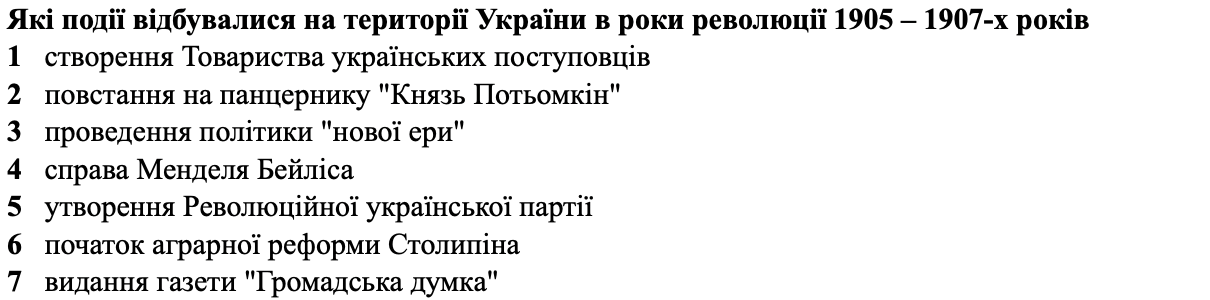 Які події відбувалися на території України в роки революції 1905 – 1907-х років
1 створення Товариства українських поступовців
2 повстання на панцернику "Князь Потьомкін"
3 проведення політики "нової ери"
4 справа Менделя Бейліса
5 утворення Революційної української партії
6 початок аграрної реформи Столипіна
7 видання газети "Громадська думка"